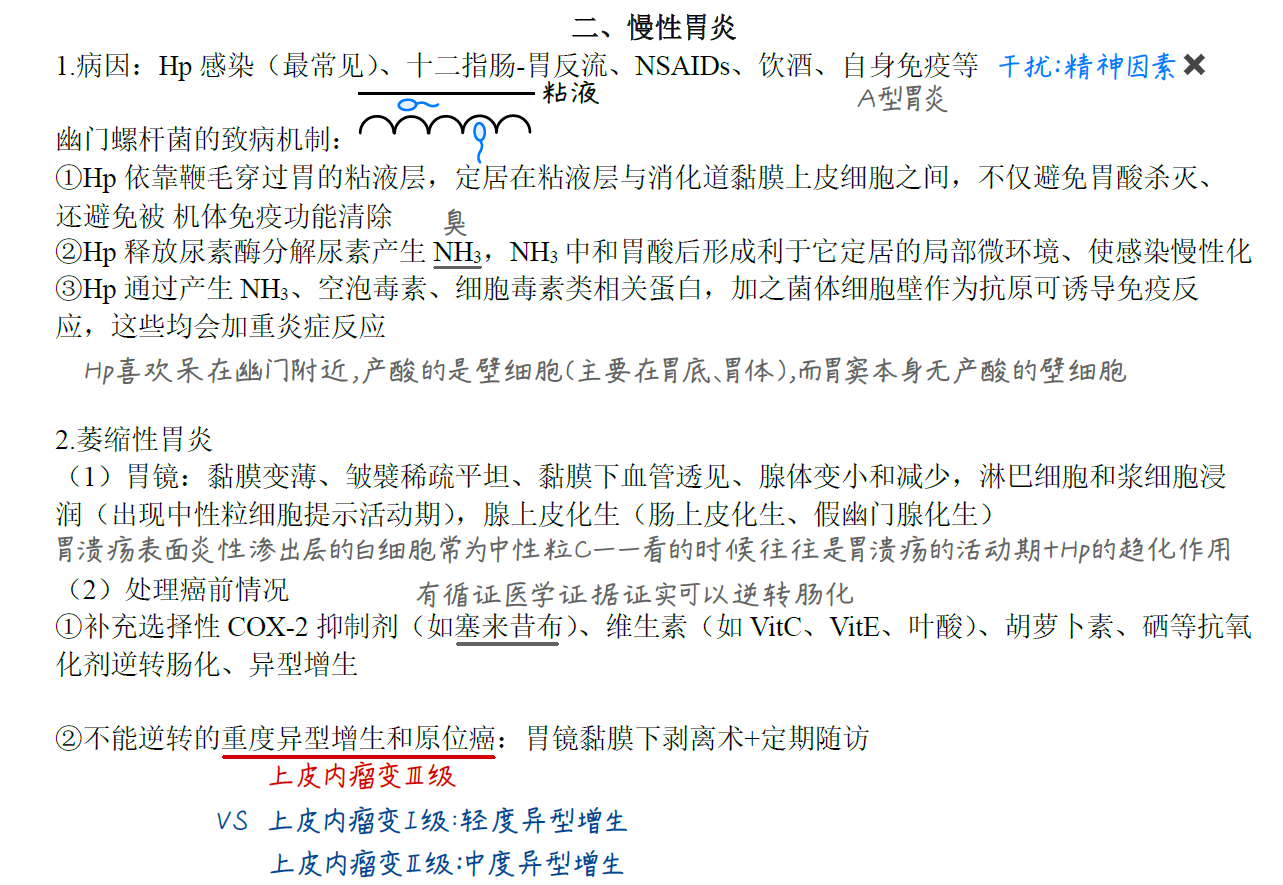 二、慢性胃炎
1.病因：Hp 感染（最常见）、十二指肠-胃反流、NSAIDs、饮酒、自身免疫等 干扰:精神因素✖
粘液
A型胃炎
幽门螺杆菌的致病机制：
①Hp 依靠鞭毛穿过胃的粘液层，定居在粘液层与消化道黏膜上皮细胞之间，不仅避免胃酸杀灭、
还避免被 机体免疫功能清除
臭
②Hp 释放尿素酶分解尿素产生 NH₃，NH₃ 中和胃酸后形成利于它定居的局部微环境、使感染慢性化
③Hp 通过产生 NH₃、空泡毒素、细胞毒素类相关蛋白，加之菌体细胞壁作为抗原可诱导免疫反
应，这些均会加重炎症反应
Hp喜欢呆在幽门附近,产酸的是壁细胞(主要在胃底、胃体),而胃窦本身无产酸的壁细胞
2.萎缩性胃炎
（1）胃镜：黏膜变薄、皱襞稀疏平坦、黏膜下血管透见、腺体变小和减少，淋巴细胞和浆细胞浸
润（出现中性粒细胞提示活动期），腺上皮化生（肠上皮化生、假幽门腺化生）
胃溃疡表面炎性渗出层的白细胞常为中性粒C——看的时候往往是胃溃疡的活动期+Hp的趋化作用
（2）处理癌前情况
有循证医学证据证实可以逆转肠化
①补充选择性 COX-2 抑制剂（如塞来昔布）、维生素（如 VitC、VitE、叶酸）、胡萝卜素、硒等抗氧
化剂逆转肠化、异型增生
②不能逆转的重度异型增生和原位癌：胃镜黏膜下剥离术+定期随访
上皮内瘤变Ⅲ级
VS 上皮内瘤变Ⅰ级:轻度异型增生
上皮内瘤变Ⅱ级:中度异型增生